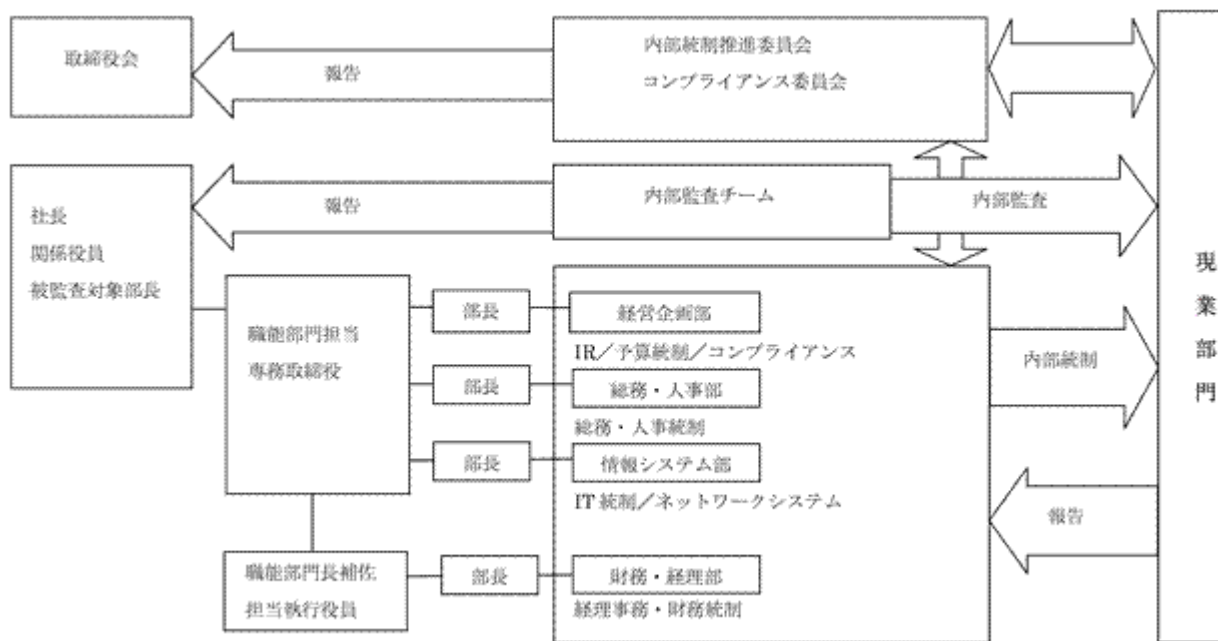 取締役会
報告
内部統制推進委員会
コンプライアンス委員会
社長
関係役員
被監査対象部長
報告
内部監査チーム
内部監査
現業部門
職能部門担当
専務取締役
部長
経営企画部
IR／予算統制／コンプライアンス
部長
総務・人事部
総務・人事統制
部長
情報システム部
IT 統制／ネットワークシステム
内部統制
報告
職能部門長補佐
担当執行役員
部長
財務・経理部
経理事務・財務統制